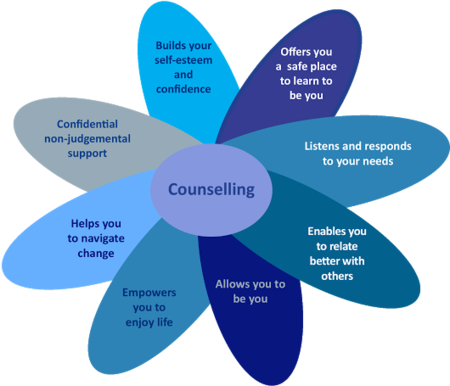 Builds your
self-esteem
and
confidence
Offers you
a safe place
to learn to
be you
Listens and responds
to your needs
Enables you
to relate
better with
others
Allows you to
be you
Empowers
you to
enjoy life
Helps you
to navigate
change
Confidential
non-judgemental
support
Counselling